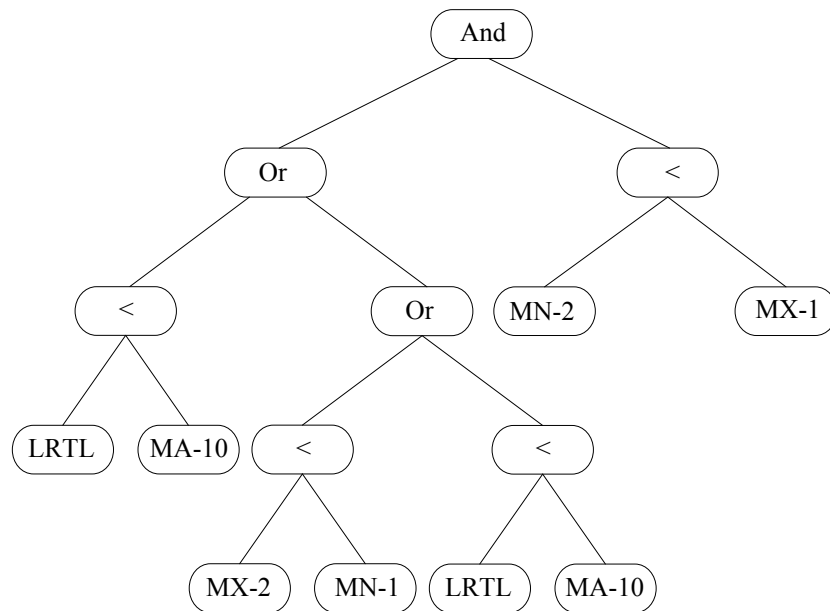 And
Or
<
<
Or
MN-2
MX-1
LRTL
MA-10
<
<
MX-2
MN-1
LRTL
MA-10